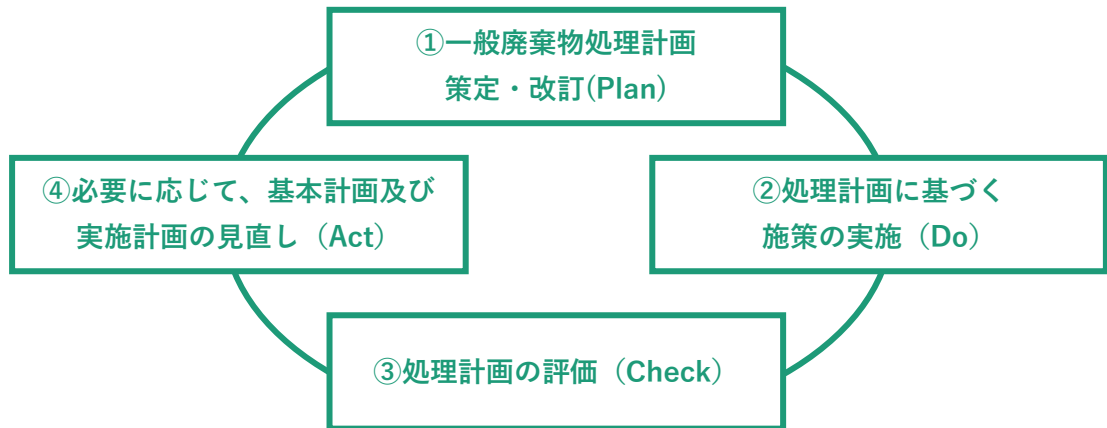 ①一般廃棄物処理計画
策定・改訂(Plan)
②処理計画に基づく
施策の実施（Do）
③処理計画の評価（Check）
④必要に応じて、基本計画及び
実施計画の見直し（Act）